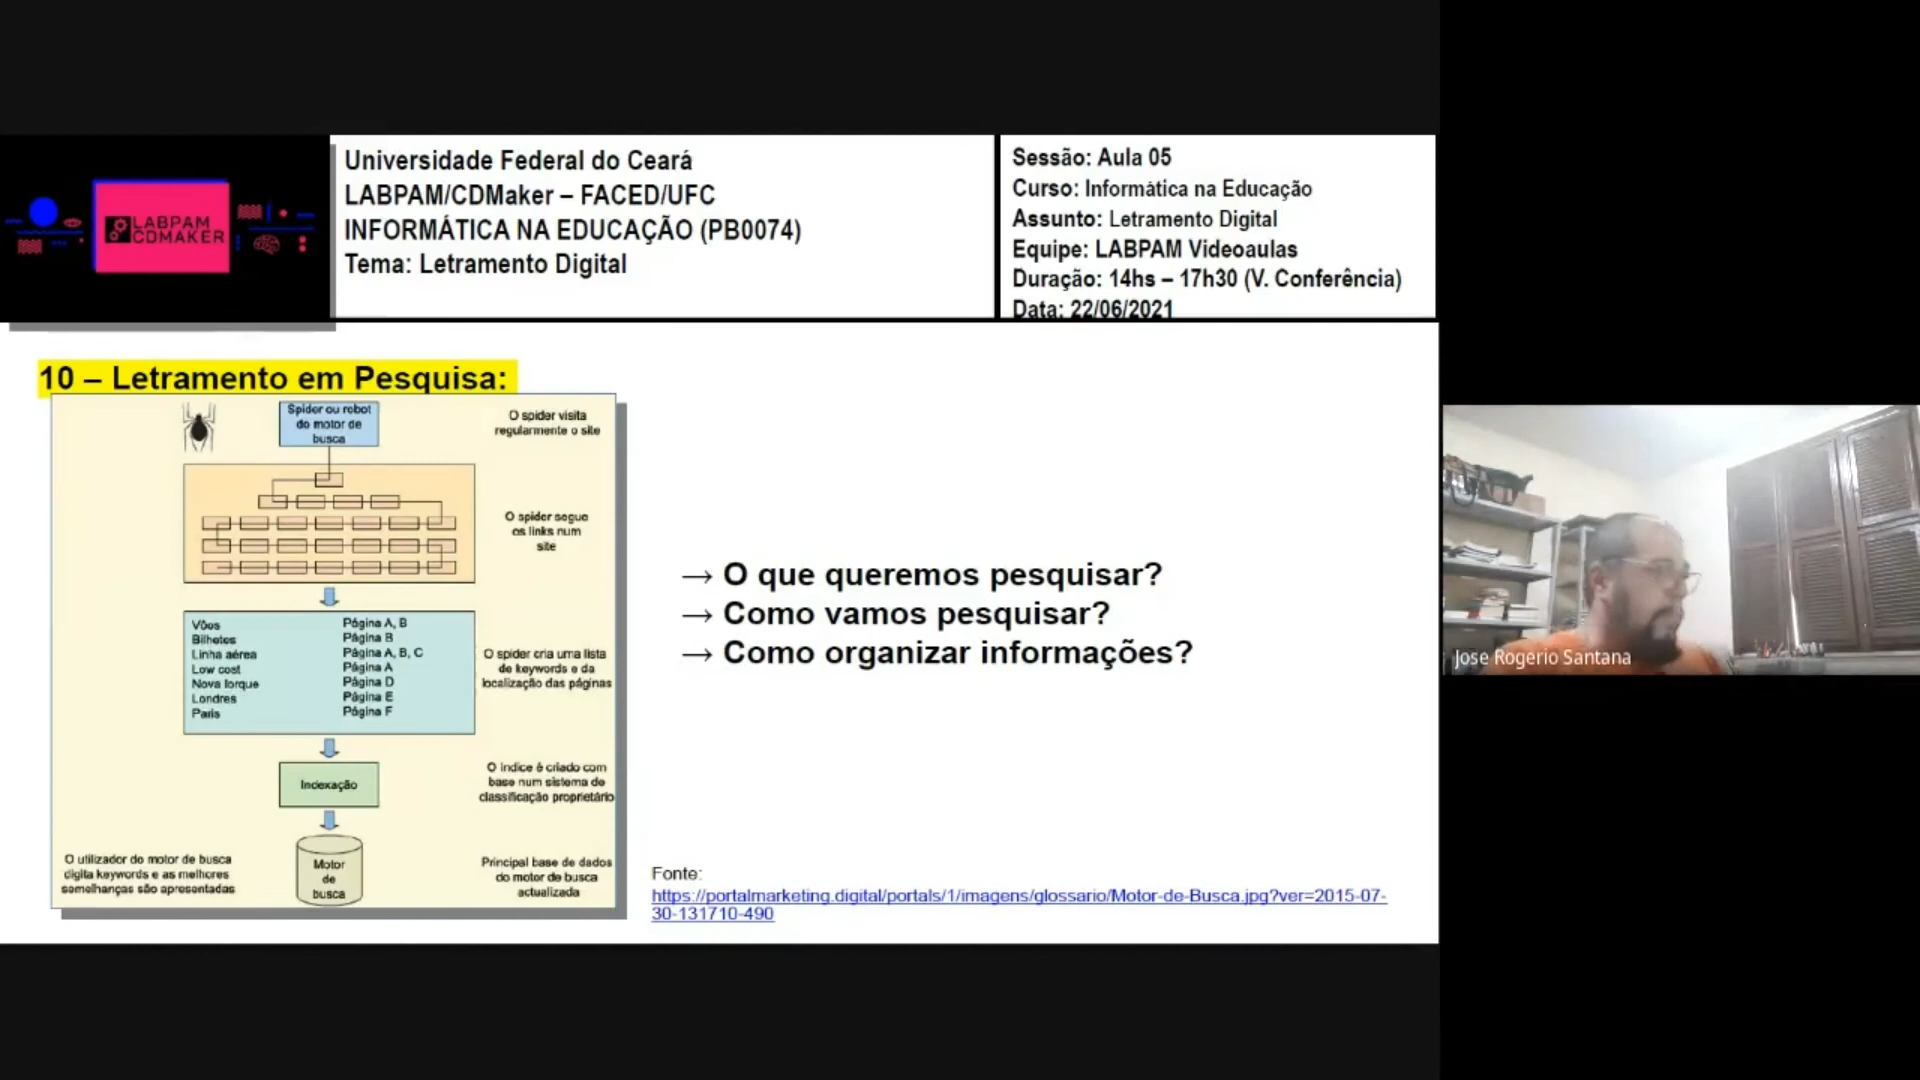 LABPAM
CDMAKER
Universidade Federal do Ceará
LABPAM/CDMaker – FACED/UFC
INFORMÁTICA NA EDUCAÇÃO (PB0074)
Tema: Letramento Digital
Sessão: Aula 05
Curso: Informática na Educação
Assunto: Letramento Digital
Equipe: LABPAM Videoaulas
Duração: 14hs – 17h30 (V. Conferência)
Data: 22/06/2021
10 – Letramento em Pesquisa:
Spider ou robot
do motor de
busca
O spider visita
regularmente o site
O spider segue
os links num
site
Vôos Página A, B
Bilhetes Página B
Linha aérea Página A, B, C
Low cost Página A
Nova Iorque Página D
Londres Página E
Paris Página F
O spider cria uma lista
de keywords e da
localização das páginas
Indexação
O índice é criado com
base num sistema de
classificação proprietário
O utilizador do motor de busca
digita keywords e as melhores
semelhanças são apresentadas
Motor
de
busca
Principal base de dados
do motor de busca
actualizada
→ O que queremos pesquisar?
→ Como vamos pesquisar?
→ Como organizar informações?
Fonte:
https://portalmarketing.digital/portals/1/imagens/glossario/Motor-de-Busca.jpg?ver=2015-07-
30-131710-490
Jose Rogerio Santana